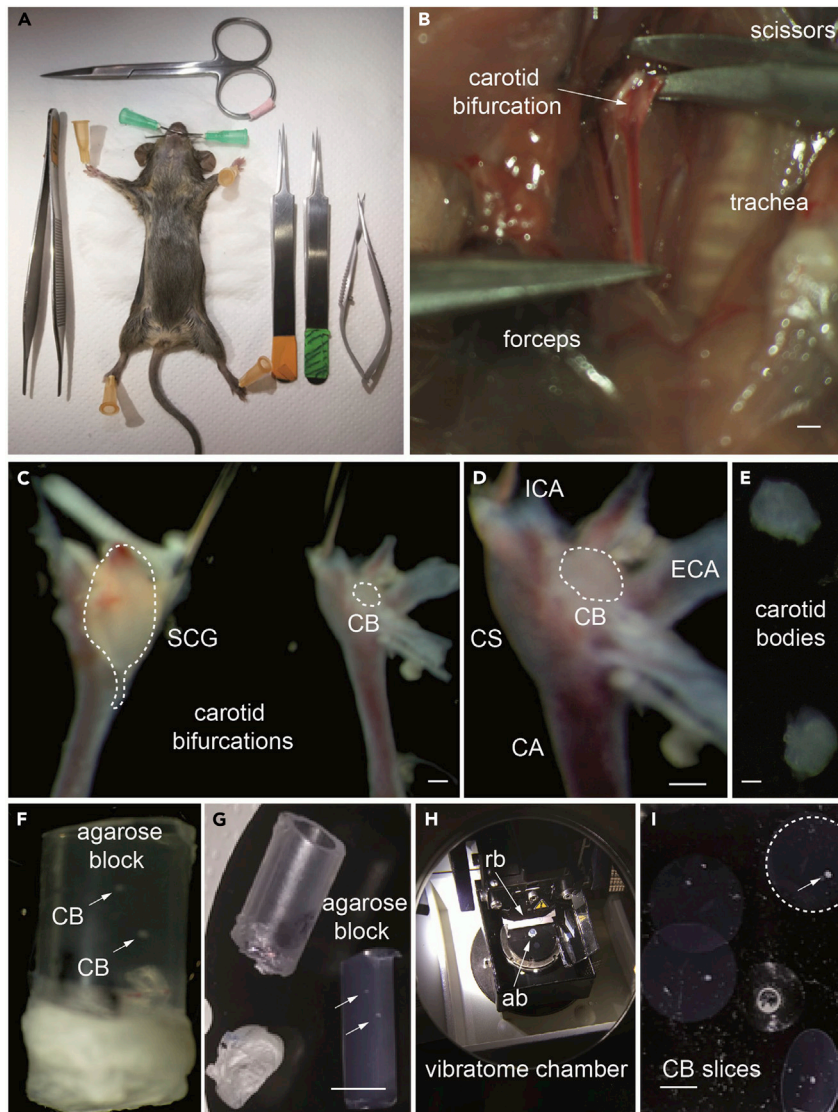 A
B
scissors
carotid
bifurcation
trachea
forceps
C
SCG
CB
carotid
bifurcations
D
ICA
ECA
CB
CS
CA
E
carotid
bodies
F
agarose
block
CB
CB
G
agarose
block
H
rb
ab
vibratome chamber
I
CB slices